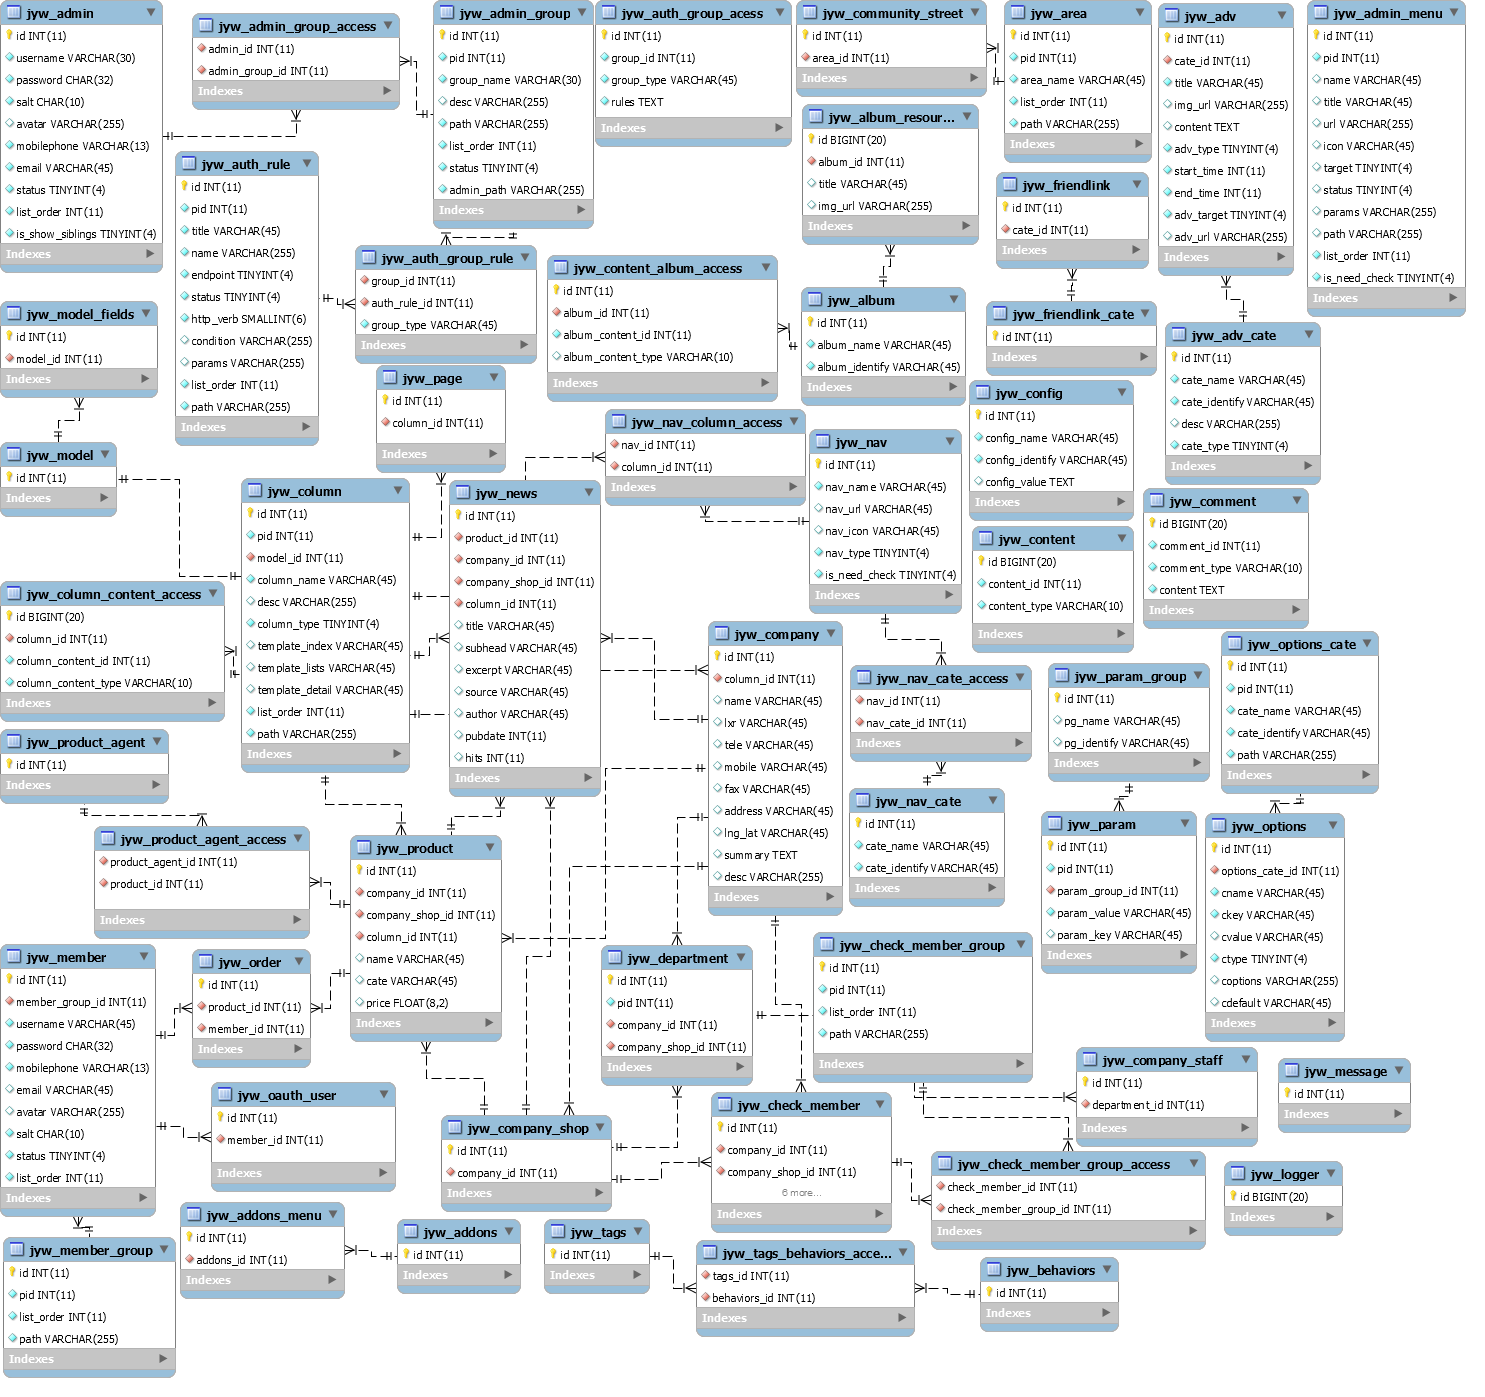 jyw_admin
id INT(11)
username VARCHAR(30)
password CHAR(32)
salt CHAR(10)
avatar VARCHAR(255)
mobilephone VARCHAR(13)
email VARCHAR(45)
status TINYINT(4)
list_order INT(11)
is_show_siblings TINYINT(4)
Indexes
jyw_admin_group_access
admin_id INT(11)
admin_group_id INT(11)
Indexes
jyw_admin_group
id INT(11)
pid INT(11)
group_name VARCHAR(30)
desc VARCHAR(255)
path VARCHAR(255)
list_order INT(11)
status TINYINT(4)
admin_path VARCHAR(255)
Indexes
jyw_auth_group_acess
id INT(11)
group_id INT(11)
group_type VARCHAR(45)
rules TEXT
Indexes
jyw_community_street
id INT(11)
area_id INT(11)
Indexes
jyw_area
id INT(11)
pid INT(11)
area_name VARCHAR(45)
list_order INT(11)
path VARCHAR(255)
Indexes
jyw_adv
id INT(11)
cate_id INT(11)
title VARCHAR(45)
img_url VARCHAR(255)
content TEXT
adv_type TINYINT(4)
start_time INT(11)
end_time INT(11)
adv_target TINYINT(4)
adv_url VARCHAR(255)
Indexes
jyw_admin_menu
id INT(11)
pid INT(11)
name VARCHAR(45)
title VARCHAR(45)
url VARCHAR(255)
icon VARCHAR(45)
target TINYINT(4)
status TINYINT(4)
params VARCHAR(255)
path VARCHAR(255)
list_order INT(11)
is_need_check TINYINT(4)
Indexes
jyw_auth_rule
id INT(11)
pid INT(11)
title VARCHAR(45)
name VARCHAR(255)
endpoint TINYINT(4)
status TINYINT(4)
http_verb SMALLINT(6)
condition VARCHAR(255)
params VARCHAR(255)
list_order INT(11)
path VARCHAR(255)
Indexes
jyw_album_resour...
id BIGINT(20)
album_id INT(11)
title VARCHAR(45)
img_url VARCHAR(255)
Indexes
jyw_friendlink
id INT(11)
cate_id INT(11)
Indexes
jyw_auth_group_rule
group_id INT(11)
auth_rule_id INT(11)
group_type VARCHAR(45)
Indexes
jyw_content_album_access
id INT(11)
album_id INT(11)
album_content_id INT(11)
album_content_type VARCHAR(10)
Indexes
jyw_album
id INT(11)
album_name VARCHAR(45)
album_identify VARCHAR(45)
Indexes
jyw_friendlink_cate
id INT(11)
Indexes
jyw_adv_cate
id INT(11)
cate_name VARCHAR(45)
cate_identify VARCHAR(45)
desc VARCHAR(255)
cate_type TINYINT(4)
Indexes
jyw_model_fields
id INT(11)
model_id INT(11)
Indexes
jyw_page
id INT(11)
column_id INT(11)
Indexes
jyw_config
id INT(11)
config_name VARCHAR(45)
config_identify VARCHAR(45)
config_value TEXT
Indexes
jyw_model
id INT(11)
Indexes
jyw_nav_column_access
nav_id INT(11)
column_id INT(11)
Indexes
jyw_nav
id INT(11)
nav_name VARCHAR(45)
nav_url VARCHAR(45)
nav_icon VARCHAR(45)
nav_type TINYINT(4)
is_need_check TINYINT(4)
Indexes
jyw_column
id INT(11)
pid INT(11)
model_id INT(11)
column_name VARCHAR(45)
desc VARCHAR(255)
column_type TINYINT(4)
template_index VARCHAR(45)
template_lists VARCHAR(45)
template_detail VARCHAR(45)
list_order INT(11)
path VARCHAR(255)
Indexes
jyw_news
id INT(11)
product_id INT(11)
company_id INT(11)
company_shop_id INT(11)
column_id INT(11)
title VARCHAR(45)
subhead VARCHAR(45)
excerpt VARCHAR(45)
source VARCHAR(45)
author VARCHAR(45)
pubdate INT(11)
hits INT(11)
Indexes
jyw_comment
id BIGINT(20)
comment_id INT(11)
comment_type VARCHAR(10)
content TEXT
Indexes
jyw_content
id BIGINT(20)
content_id INT(11)
content_type VARCHAR(10)
Indexes
jyw_column_content_access
id BIGINT(20)
column_id INT(11)
column_content_id INT(11)
column_content_type VARCHAR(10)
Indexes
jyw_company
id INT(11)
column_id INT(11)
name VARCHAR(45)
lxr VARCHAR(45)
tele VARCHAR(45)
mobile VARCHAR(45)
fax VARCHAR(45)
address VARCHAR(45)
lng_lat VARCHAR(45)
summary TEXT
desc VARCHAR(255)
Indexes
jyw_nav_cate_access
nav_id INT(11)
nav_cate_id INT(11)
Indexes
jyw_param_group
id INT(11)
pg_name VARCHAR(45)
pg_identify VARCHAR(45)
Indexes
jyw_options_cate
id INT(11)
pid INT(11)
cate_name VARCHAR(45)
cate_identify VARCHAR(45)
path VARCHAR(255)
Indexes
jyw_product_agent
id INT(11)
Indexes
jyw_nav_cate
id INT(11)
cate_name VARCHAR(45)
cate_identify VARCHAR(45)
Indexes
jyw_param
id INT(11)
pid INT(11)
param_group_id INT(11)
param_value VARCHAR(45)
param_key VARCHAR(45)
Indexes
jyw_options
id INT(11)
options_cate_id INT(11)
cname VARCHAR(45)
ckey VARCHAR(45)
cvalue VARCHAR(45)
ctype TINYINT(4)
coptions VARCHAR(255)
cdefault VARCHAR(45)
Indexes
jyw_product_agent_access
product_agent_id INT(11)
product_id INT(11)
Indexes
jyw_product
id INT(11)
company_id INT(11)
company_shop_id INT(11)
column_id INT(11)
name VARCHAR(45)
cate VARCHAR(45)
price FLOAT(8,2)
Indexes
jyw_member
id INT(11)
member_group_id INT(11)
username VARCHAR(45)
password CHAR(32)
mobilephone VARCHAR(13)
email VARCHAR(45)
avatar VARCHAR(255)
salt CHAR(10)
status TINYINT(4)
list_order INT(11)
Indexes
jyw_order
id INT(11)
product_id INT(11)
member_id INT(11)
Indexes
jyw_department
id INT(11)
pid INT(11)
company_id INT(11)
company_shop_id INT(11)
Indexes
jyw_check_member_group
id INT(11)
pid INT(11)
list_order INT(11)
path VARCHAR(255)
Indexes
jyw_company_staff
id INT(11)
department_id INT(11)
Indexes
jyw_message
id INT(11)
Indexes
jyw_oauth_user
id INT(11)
member_id INT(11)
Indexes
jyw_company_shop
id INT(11)
company_id INT(11)
Indexes
jyw_check_member
id INT(11)
company_id INT(11)
company_shop_id INT(11)
6 more...
Indexes
jyw_check_member_group_access
check_member_id INT(11)
check_member_group_id INT(11)
Indexes
jyw_logger
id BIGINT(20)
Indexes
jyw_member_group
id INT(11)
pid INT(11)
list_order INT(11)
path VARCHAR(255)
Indexes
jyw_addons_menu
id INT(11)
addons_id INT(11)
Indexes
jyw_addons
id INT(11)
Indexes
jyw_tags
id INT(11)
Indexes
jyw_tags_behaviors_acce...
tags_id INT(11)
behaviors_id INT(11)
Indexes
jyw_behaviors
id INT(11)
Indexes